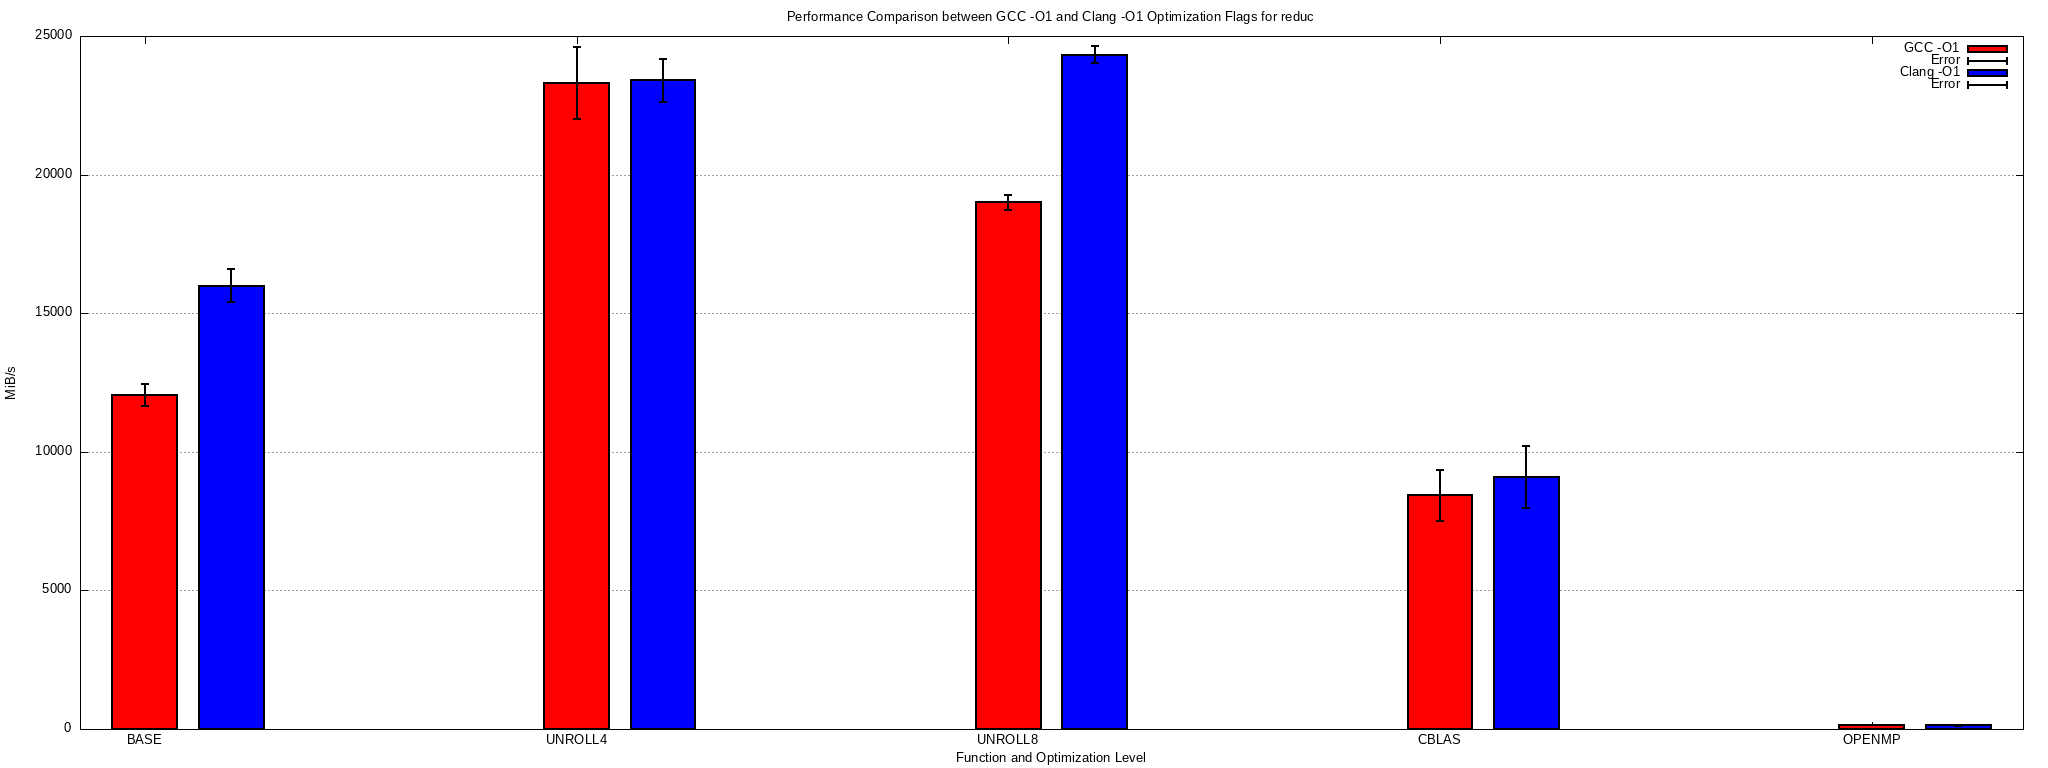 Performance Comparison between GCC -O1 and Clang -O1 Optimization Flags for reduc
25000
20000
15000
10000
5000
0
MiB/s
GCC -O1
Error
Clang -O1
Error
BASE
UNROLL4
UNROLL8
CBLAS
OPENMP
Function and Optimization Level